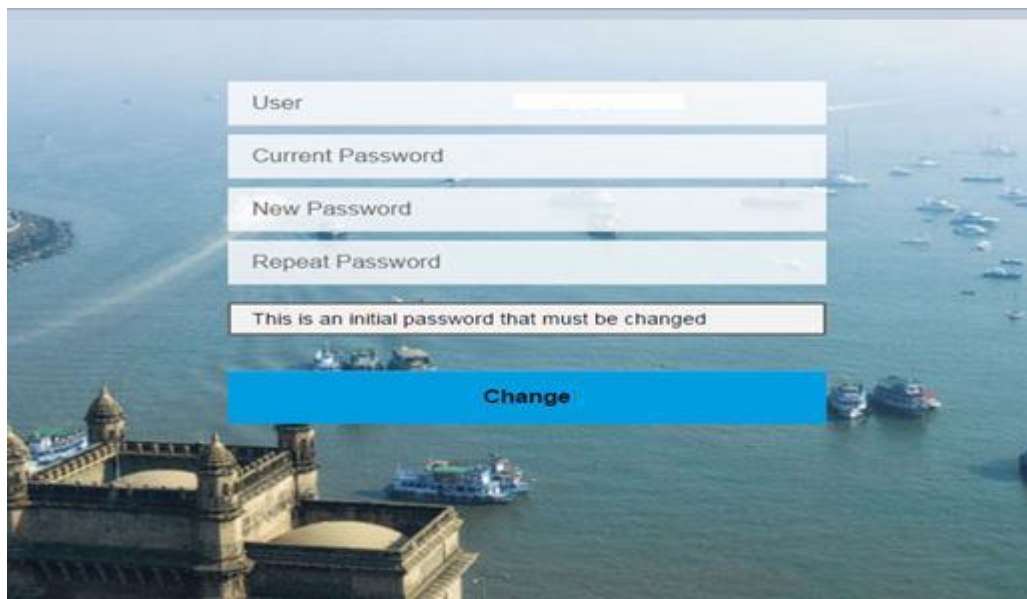 User
Current Password
New Password
Repeat Password
This is an initial password that must be changed
Change